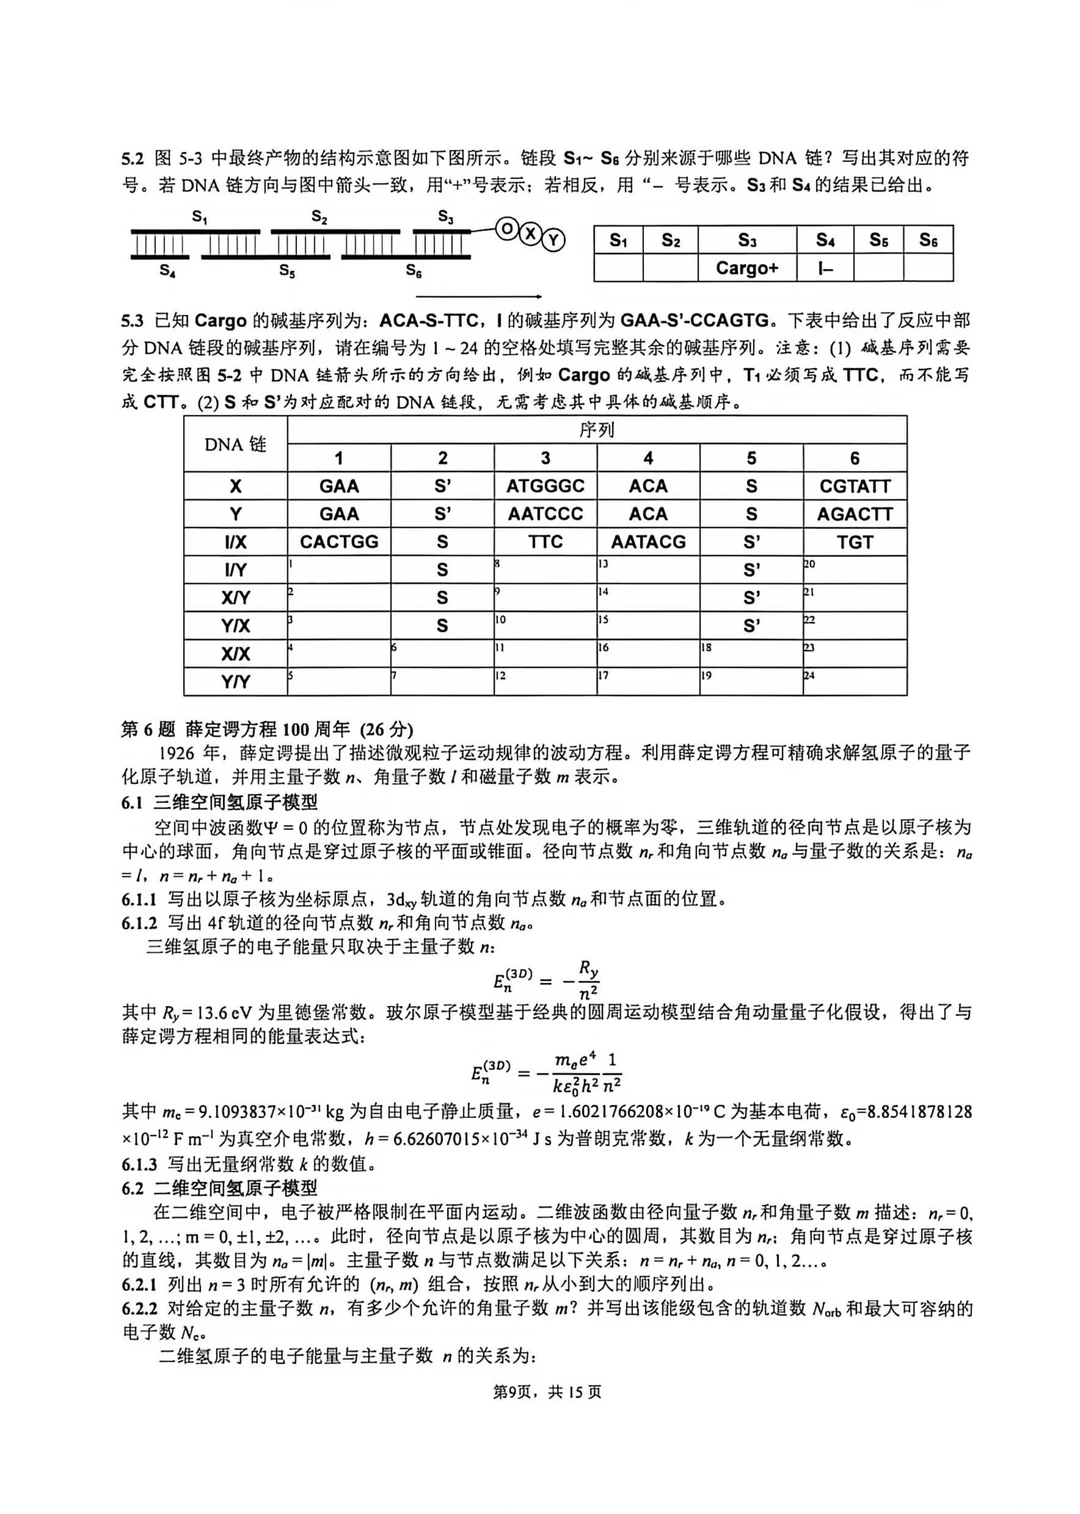 5.2 图 5-3 中最终产物的结构示意图如下图所示。链段 S₁~ S₆ 分别来源于哪些 DNA 链？写出其对应的符
号。若 DNA 链方向与图中箭头一致，用“+”号表示；若相反，用“– 号表示。S₃和 S₄的结果已给出。
S₁ S₂ S₃
O X Y
S₄ S₅ S₆
S₁ S₂ S₃ S₄ S₅ S₆
Cargo+ I–
5.3 已知 Cargo 的碱基序列为：ACA-S-TTC，I 的碱基序列为 GAA-S'-CCAGTG。下表中给出了反应中部
分 DNA 链段的碱基序列，请在编号为 1 ~ 24 的空格处填写完整其余的碱基序列。注意：(1) 碱基序列需要
完全按照图 5-2 中 DNA 链箭头所示的方向给出，例如 Cargo 的碱基序列中，T₁必须写成 TTC，而不能写
成 CTT。(2) S 和 S'为对应配对的 DNA 链段，无需考虑其中具体的碱基顺序。
DNA 链 序列
1 2 3 4 5 6
X GAA S' ATGGGC ACA S CGTATT
Y GAA S' AATCCC ACA S AGACTT
I/X CACTGG S TTC AATACG S' TGT
I/Y 1 S 8 13 S' 20
X/Y 2 S 9 14 S' 21
Y/X 3 S 10 15 S' 22
X/X 4 6 11 16 18 23
Y/Y 5 7 12 17 19 24
第 6 题 薛定谔方程 100 周年 (26 分)
1926 年，薛定谔提出了描述微观粒子运动规律的波动方程。利用薛定谔方程可精确求解氢原子的量子
化原子轨道，并用主量子数 n、角量子数 l 和磁量子数 m 表示。
6.1 三维空间氢原子模型
空间中波函数Ψ = 0 的位置称为节点，节点处发现电子的概率为零，三维轨道的径向节点是以原子核为
中心的球面，角向节点是穿过原子核的平面或锥面。径向节点数 nᵣ 和角向节点数 nₐ 与量子数的关系是：nₐ
= l，n = nᵣ + nₐ + 1。
6.1.1 写出以原子核为坐标原点，3d_xy 轨道的角向节点数 nₐ 和节点面的位置。
6.1.2 写出 4f 轨道的径向节点数 nᵣ 和角向节点数 nₐ。
三维氢原子的电子能量只取决于主量子数 n：
E_n^(3D) = −R_y/n²
其中 R_y = 13.6 eV 为里德堡常数。玻尔原子模型基于经典的圆周运动模型结合角动量量子化假设，得出了与
薛定谔方程相同的能量表达式：
E_n^(3D) = −(mₑe⁴/kε₀²h²)(1/n²)
其中 mₑ = 9.1093837×10⁻³¹ kg 为自由电子静止质量，e = 1.6021766208×10⁻¹⁹ C 为基本电荷，ε₀=8.8541878128
×10⁻¹² F m⁻¹ 为真空介电常数，h = 6.62607015×10⁻³⁴ J s 为普朗克常数，k 为一个无量纲常数。
6.1.3 写出无量纲常数 k 的数值。
6.2 二维空间氢原子模型
在二维空间中，电子被严格限制在平面内运动。二维波函数由径向量子数 nᵣ 和角量子数 m 描述：nᵣ = 0,
1, 2, …; m = 0, ±1, ±2, …。此时，径向节点是以原子核为中心的圆周，其数目为 nᵣ；角向节点是穿过原子核
的直线，其数目为 nₐ = |m|。主量子数 n 与节点数满足以下关系：n = nᵣ + nₐ, n = 0, 1, 2…。
6.2.1 列出 n = 3 时所有允许的 (nᵣ, m) 组合，按照 nᵣ 从小到大的顺序列出。
6.2.2 对给定的主量子数 n，有多少个允许的角量子数 m？并写出该能级包含的轨道数 N_orb 和最大可容纳的
电子数 Nₑ。
二维氢原子的电子能量与主量子数 n 的关系为：
第9页，共 15 页